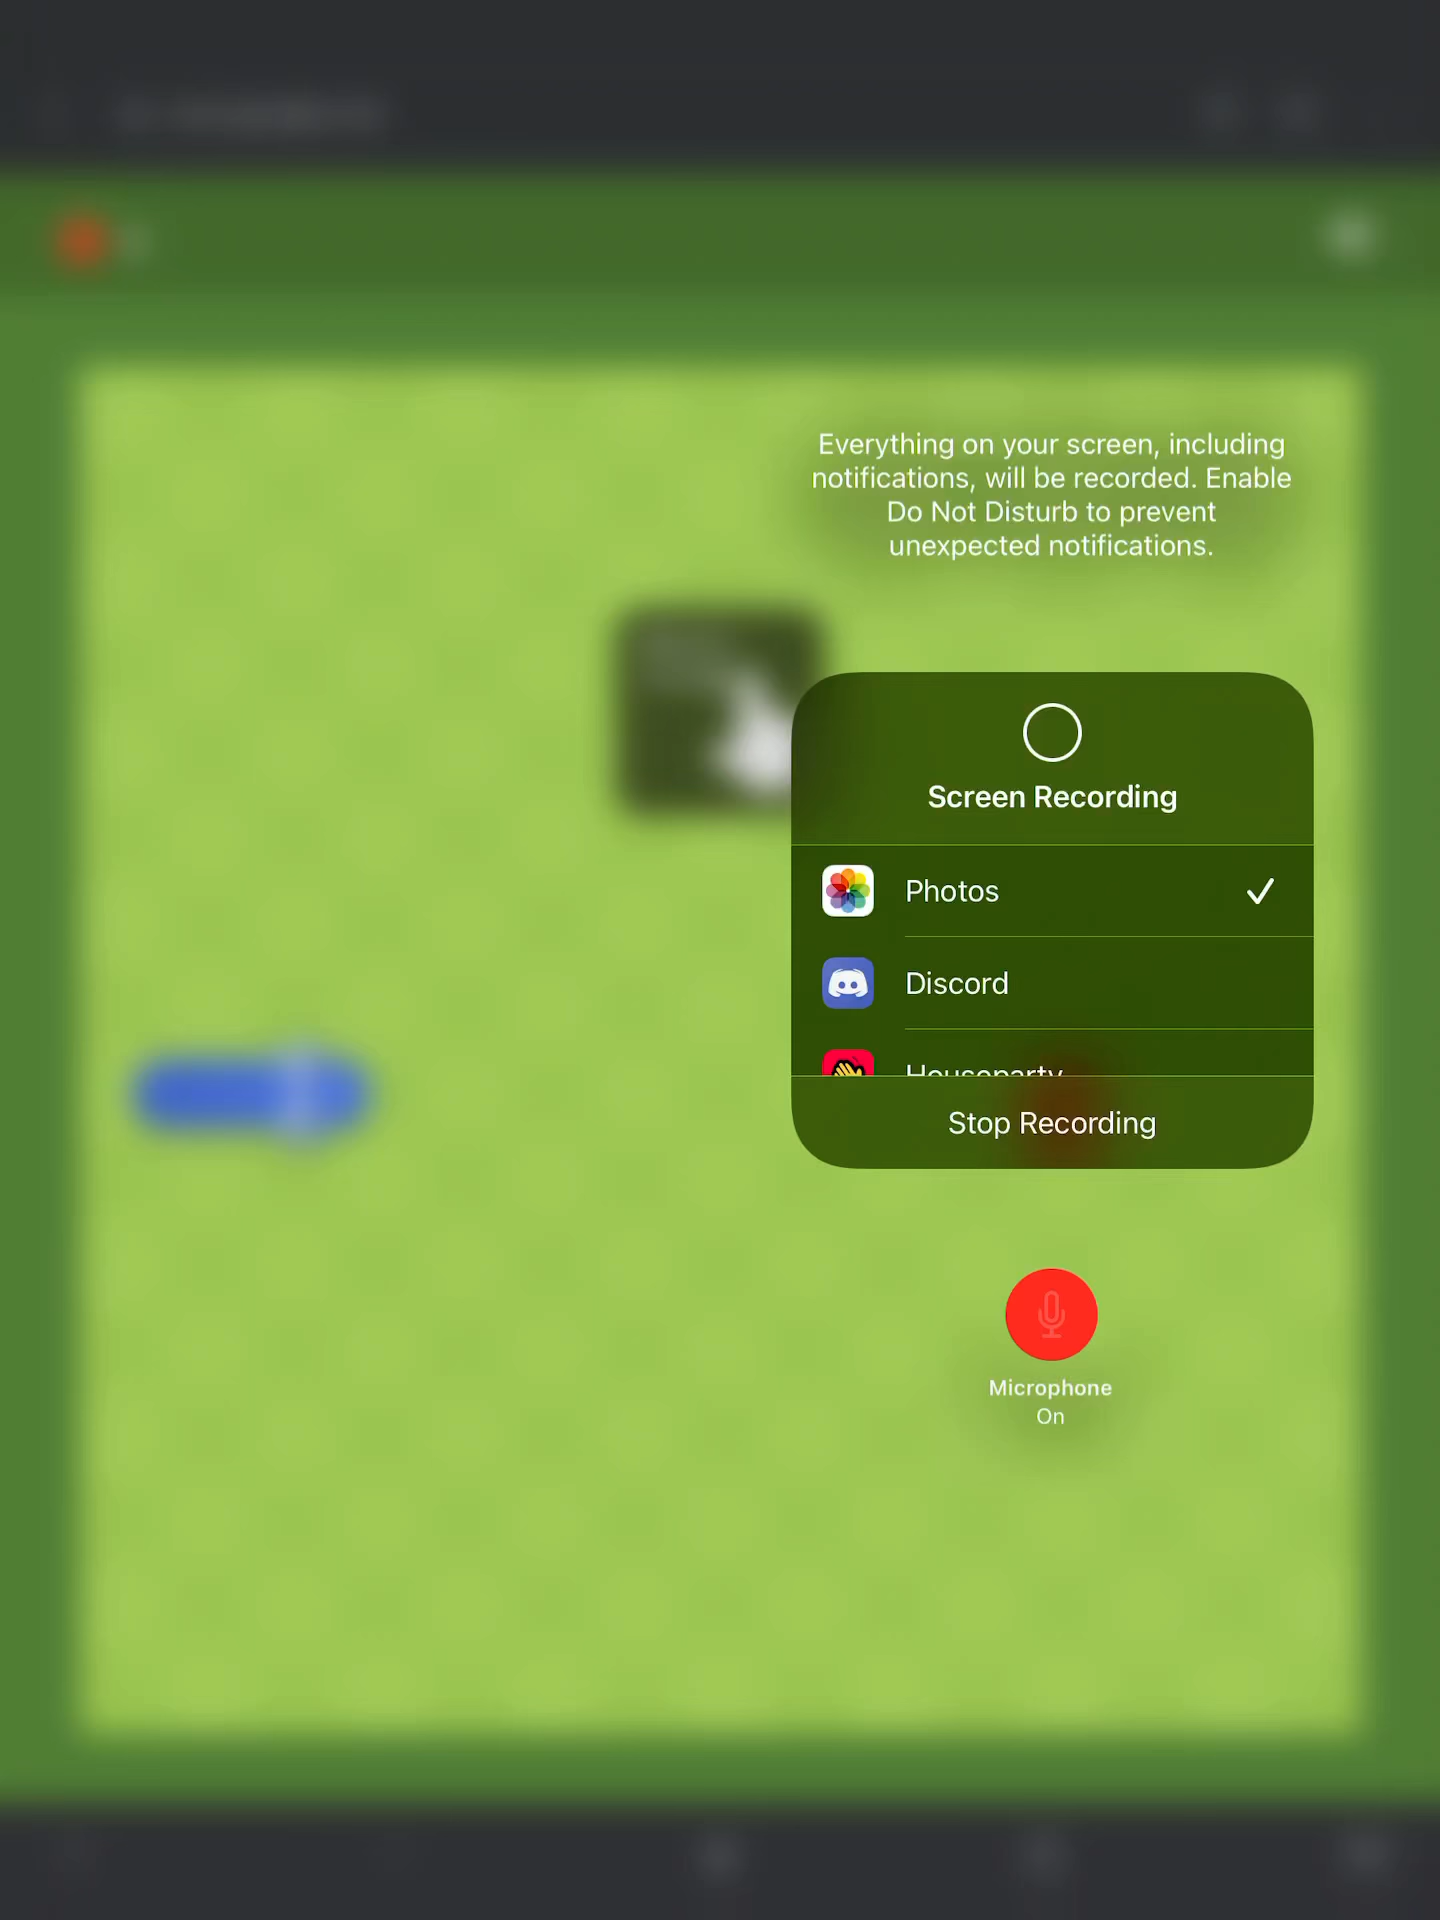 Everything on your screen, including
notifications, will be recorded. Enable
Do Not Disturb to prevent
unexpected notifications.
Screen Recording
Photos
Discord
Houseparty
Stop Recording
Microphone
On